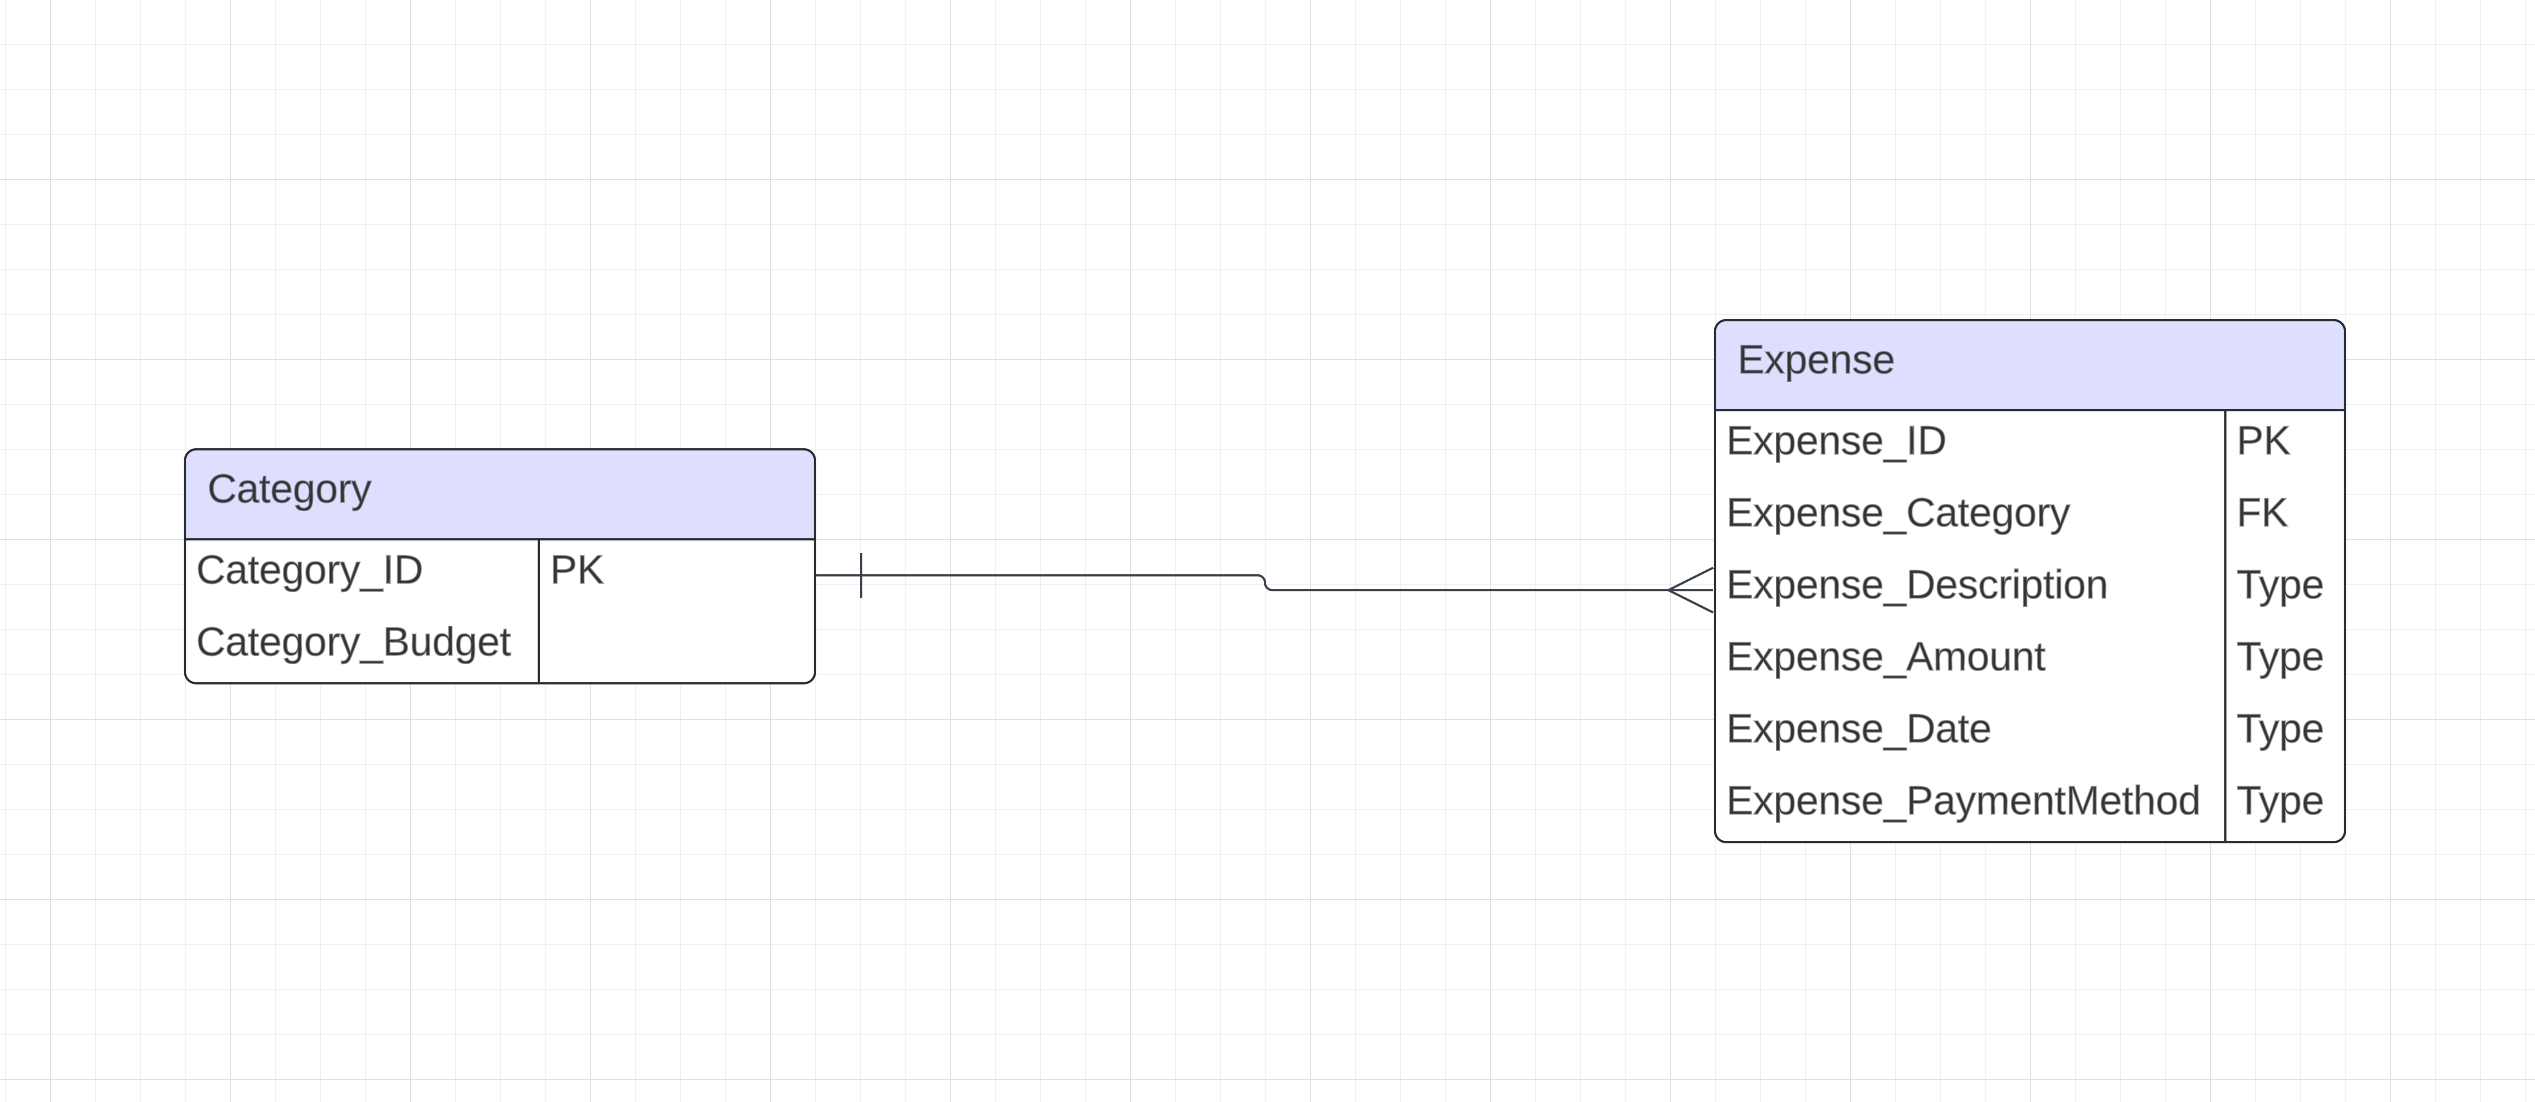 Category
Category_ID PK
Category_Budget
Expense
Expense_ID PK
Expense_Category FK
Expense_Description Type
Expense_Amount Type
Expense_Date Type
Expense_PaymentMethod Type